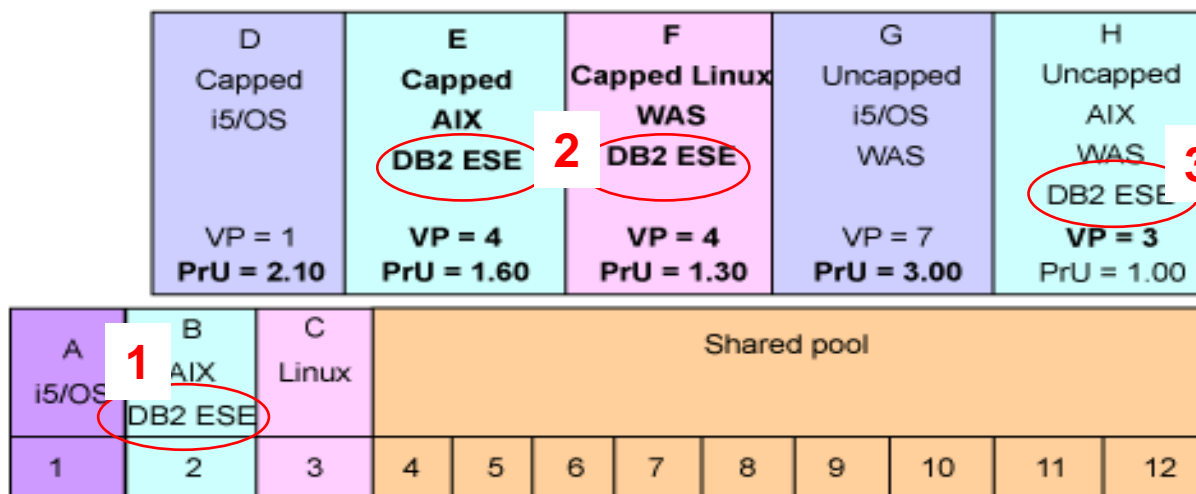 D
Capped
i5/OS
VP = 1
PrU = 2.10
E
Capped
AIX
DB2 ESE
VP = 4
PrU = 1.60
2
F
Capped Linux
WAS
DB2 ESE
VP = 4
PrU = 1.30
G
Uncapped
i5/OS
WAS
VP = 7
PrU = 3.00
H
Uncapped
AIX
WAS
DB2 ESE
VP = 3
PrU = 1.00
3
A
i5/OS
1
B
AIX
DB2 ESE
C
Linux
Shared pool
1 2 3 4 5 6 7 8 9 10 11 12